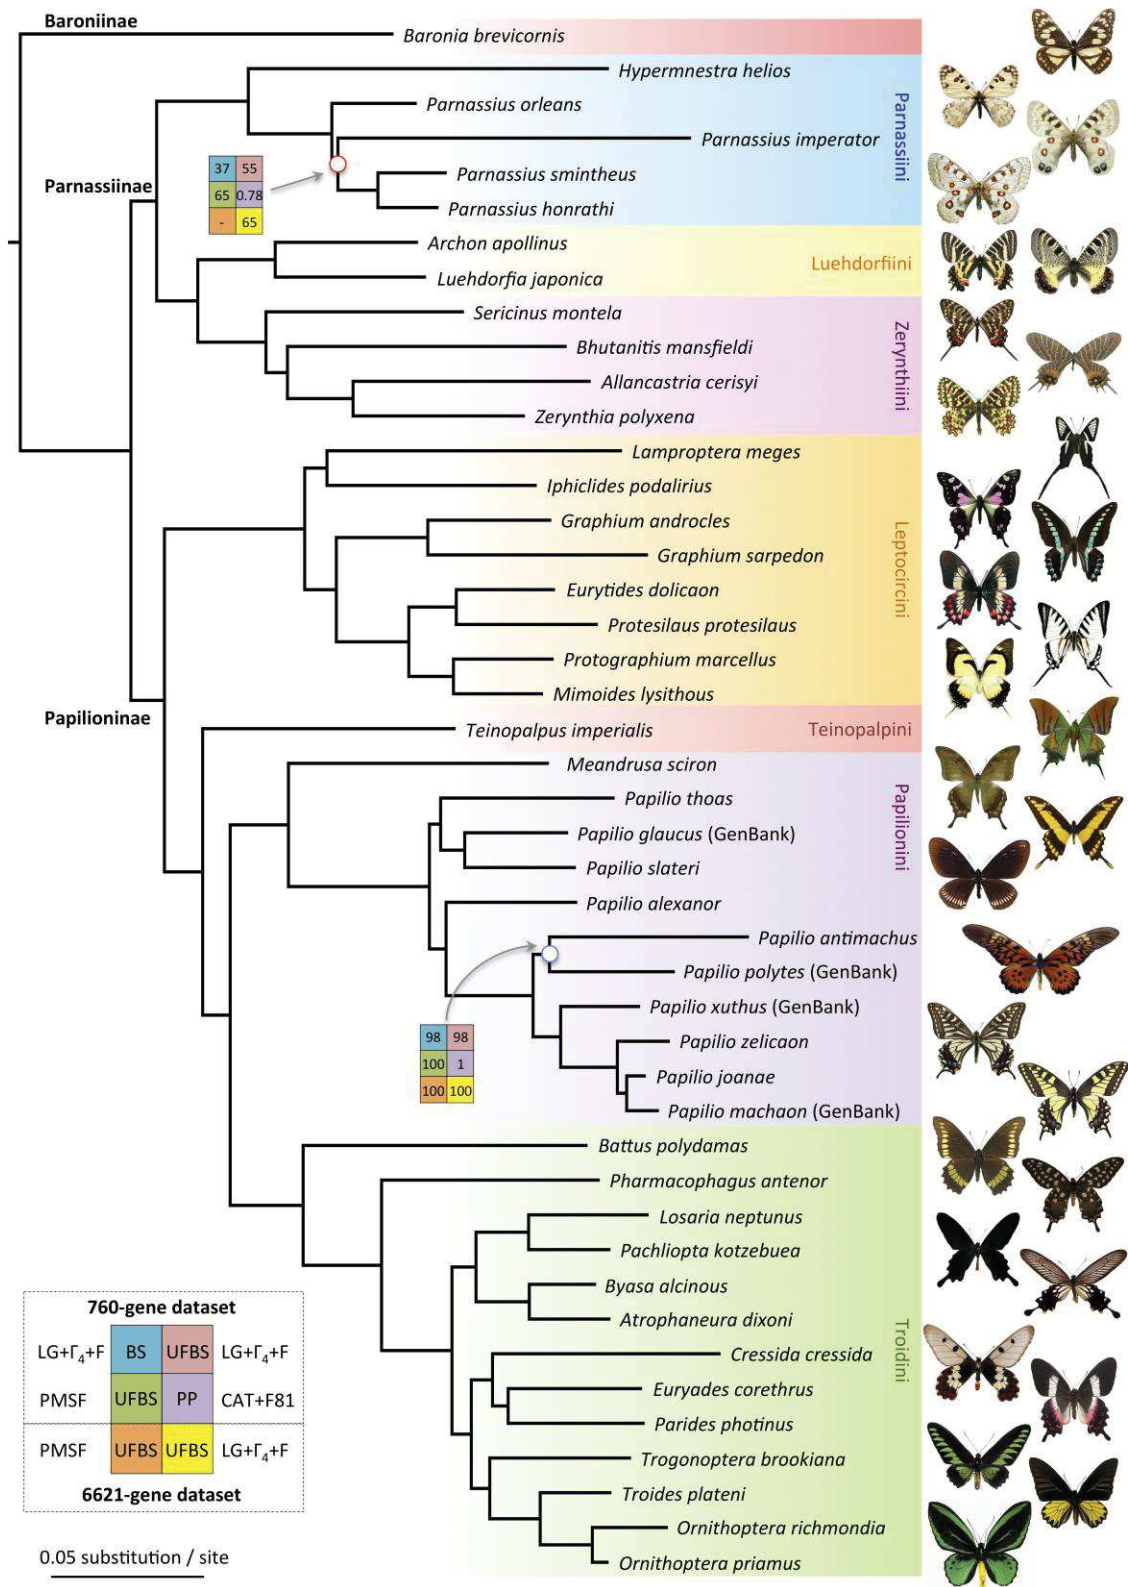 Baroniinae
Baronia brevicornis
Hypermnestra helios
Parnassius orleans
Parnassius imperator
Parnassius smintheus
Parnassius honrathi
Parnassiini
37 55
65 0.78
- 65
Parnassiinae
Archon apollinus
Luehdorfia japonica
Luehdorfiini
Sericinus montela
Bhutanitis mansfieldi
Allancastria cerisyi
Zerynthia polyxena
Zerynthiini
Lamproptera meges
Iphiclides podalirius
Graphium androcles
Graphium sarpedon
Eurytides dolicaon
Protesilaus protesilaus
Protographium marcellus
Mimoides lysithous
Leptocircini
Papilioninae
Teinopalpus imperialis
Teinopalpini
Meandrusa sciron
Papilio thoas
Papilio glaucus (GenBank)
Papilio slateri
Papilio alexanor
Papilio antimachus
Papilio polytes (GenBank)
Papilio xuthus (GenBank)
Papilio zelicaon
Papilio joanae
Papilio machaon (GenBank)
Papilionini
98 98
100 1
100 100
Battus polydamas
Pharmacophagus antenor
Losaria neptunus
Pachliopta kotzebuea
Byasa alcinous
Atrophaneura dixoni
Cressida cressida
Euryades corethrus
Parides photinus
Trogonoptera brookiana
Troides plateni
Ornithoptera richmondia
Ornithoptera priamus
Troidini
760-gene dataset
LG+Γ4+F BS UFBS LG+Γ4+F
PMSF UFBS PP CAT+F81
PMSF UFBS UFBS LG+Γ4+F
6621-gene dataset
0.05 substitution / site